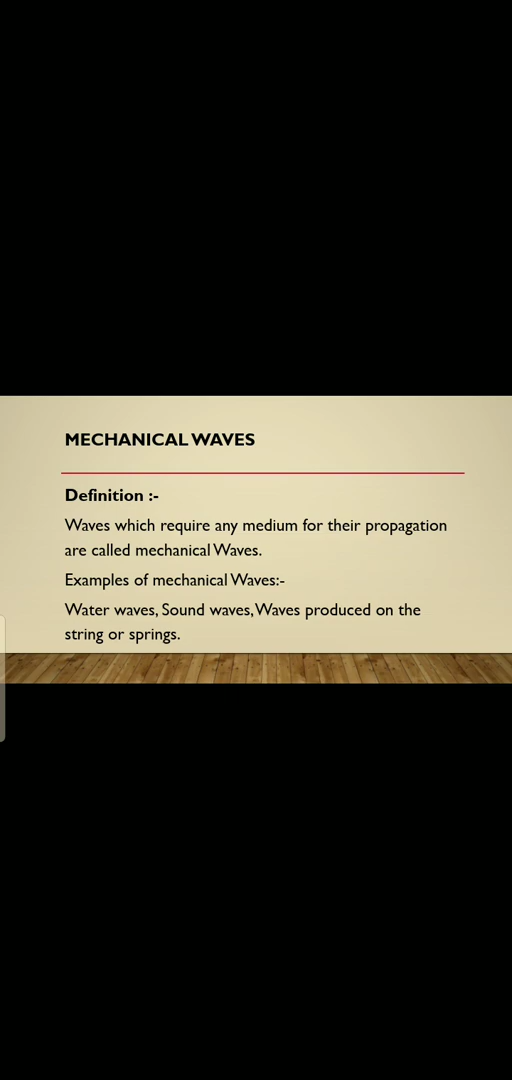 MECHANICAL WAVES
Definition :-
Waves which require any medium for their propagation
are called mechanical Waves.
Examples of mechanical Waves:-
Water waves, Sound waves, Waves produced on the
string or springs.